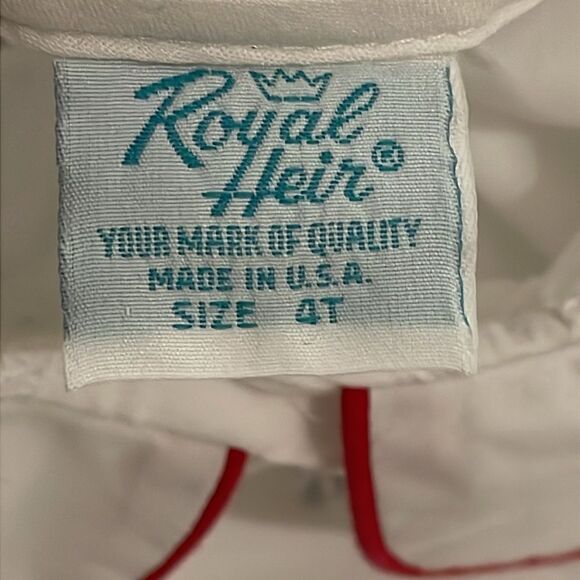 Royal
Heir®
YOUR MARK OF QUALITY
MADE IN U.S.A.
SIZE 4T